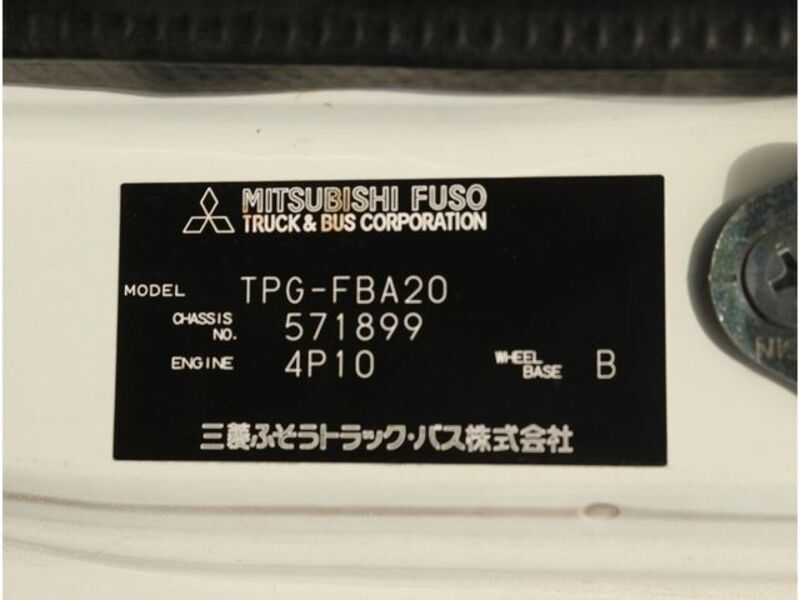 MITSUBISHI FUSO
TRUCK & BUS CORPORATION
MODEL TPG-FBA20
CHASSIS NO. 571899
ENGINE 4P10 WHEEL BASE B
三菱ふそうトラック・バス株式会社